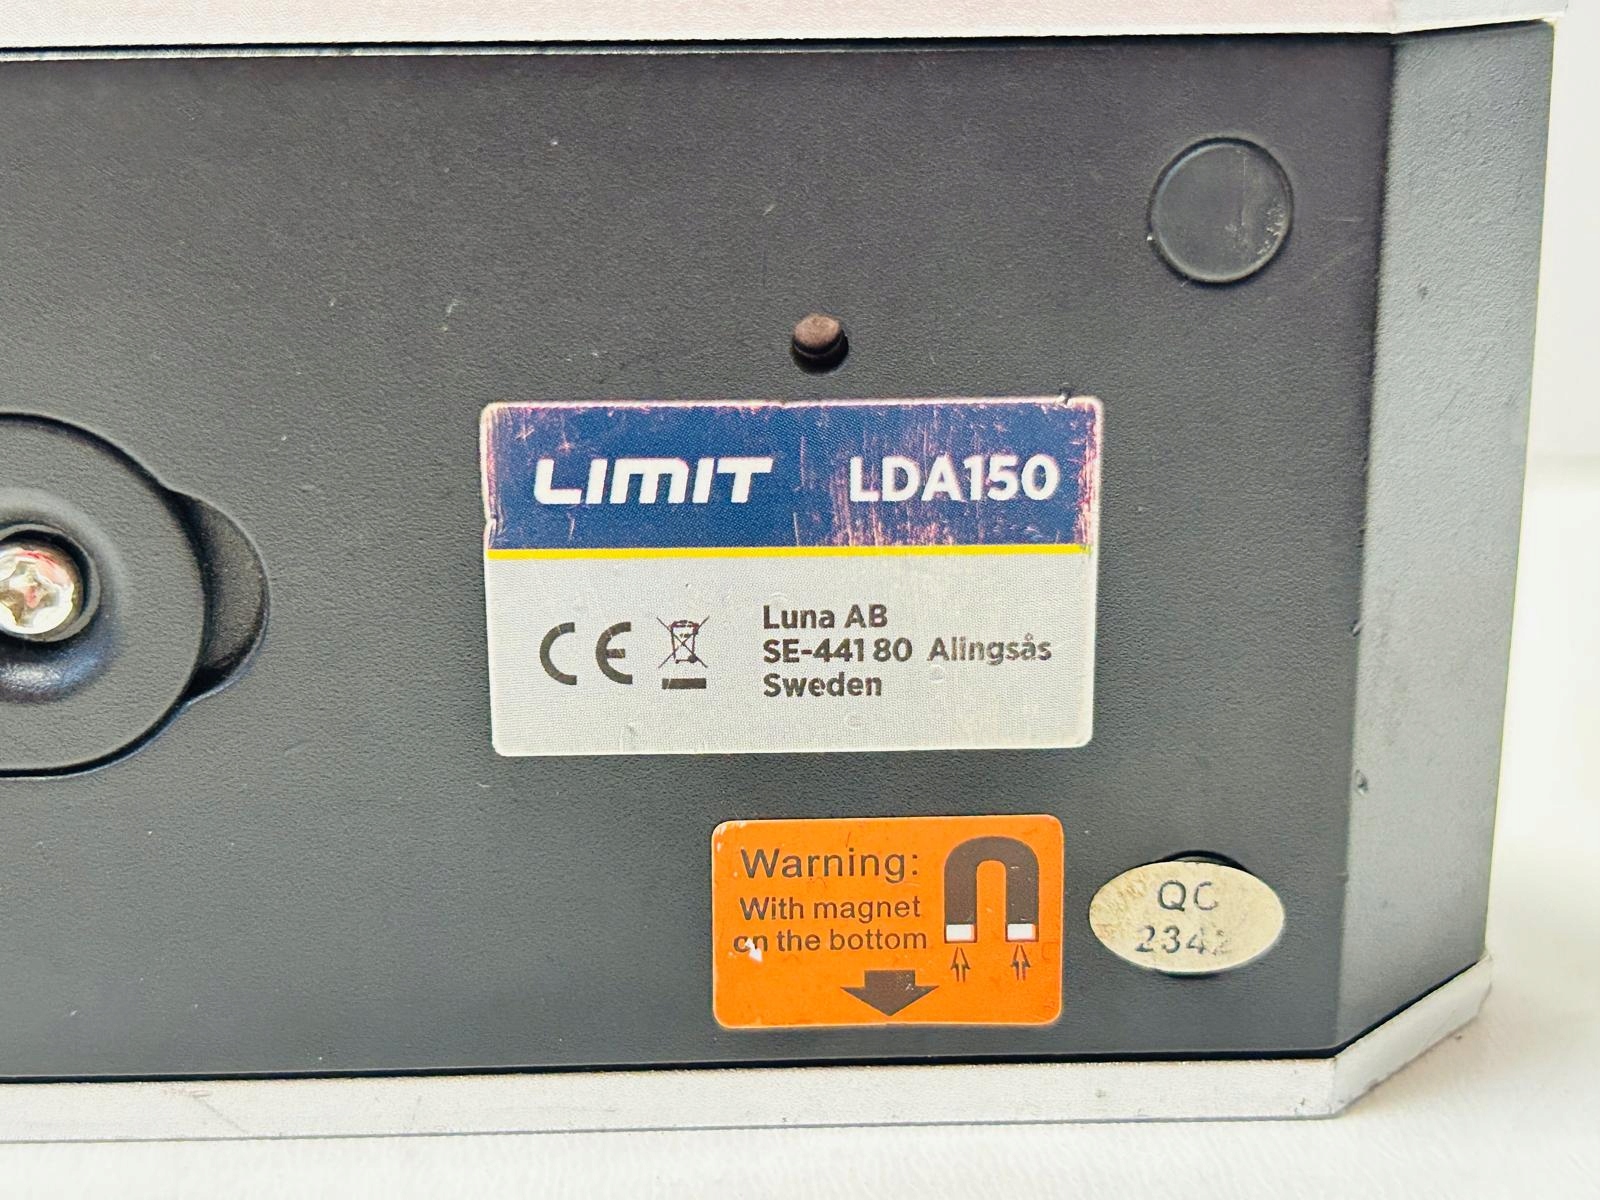 LIMIT LDA150
CE
Luna AB
SE-441 80 Alingsås
Sweden
Warning:
With magnet
on the bottom
QC